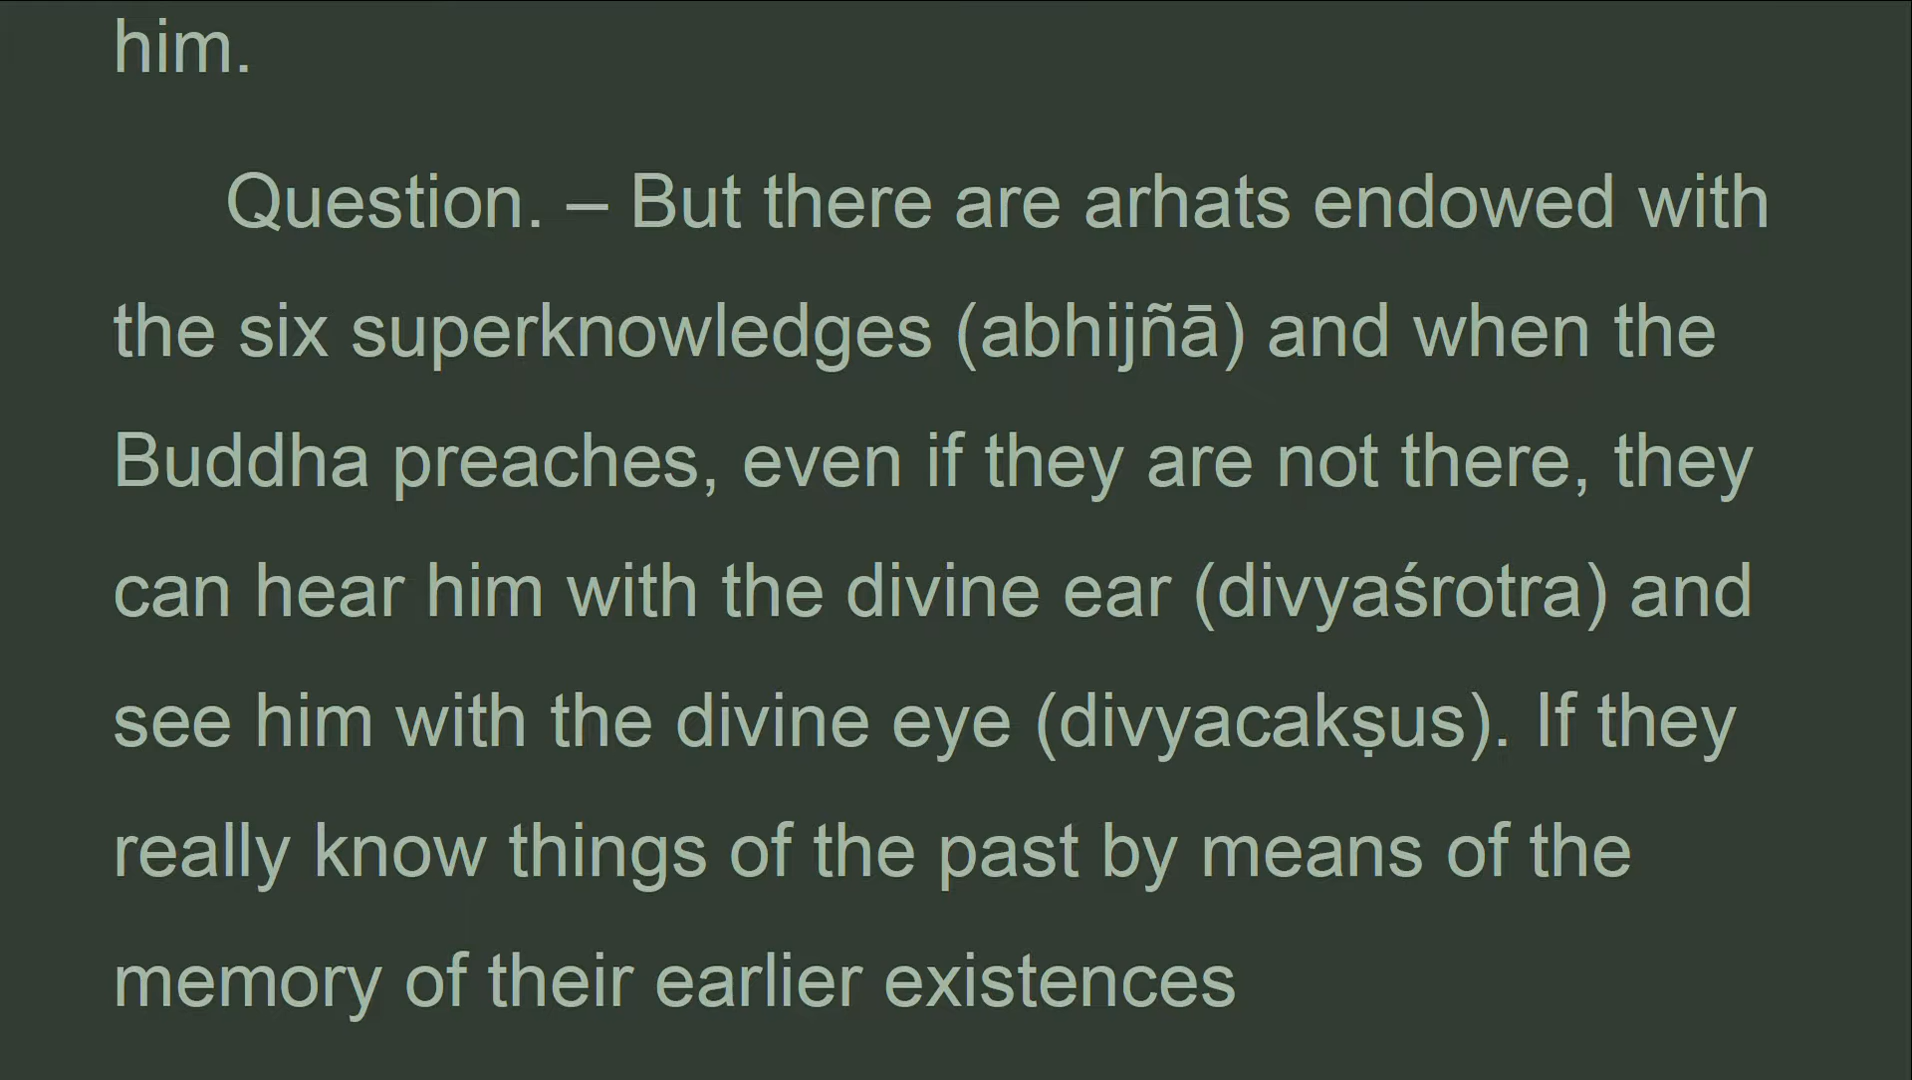 him.
Question. – But there are arhats endowed with
the six superknowledges (abhijñā) and when the
Buddha preaches, even if they are not there, they
can hear him with the divine ear (divyaśrotra) and
see him with the divine eye (divyacakṣus). If they
really know things of the past by means of the
memory of their earlier existences